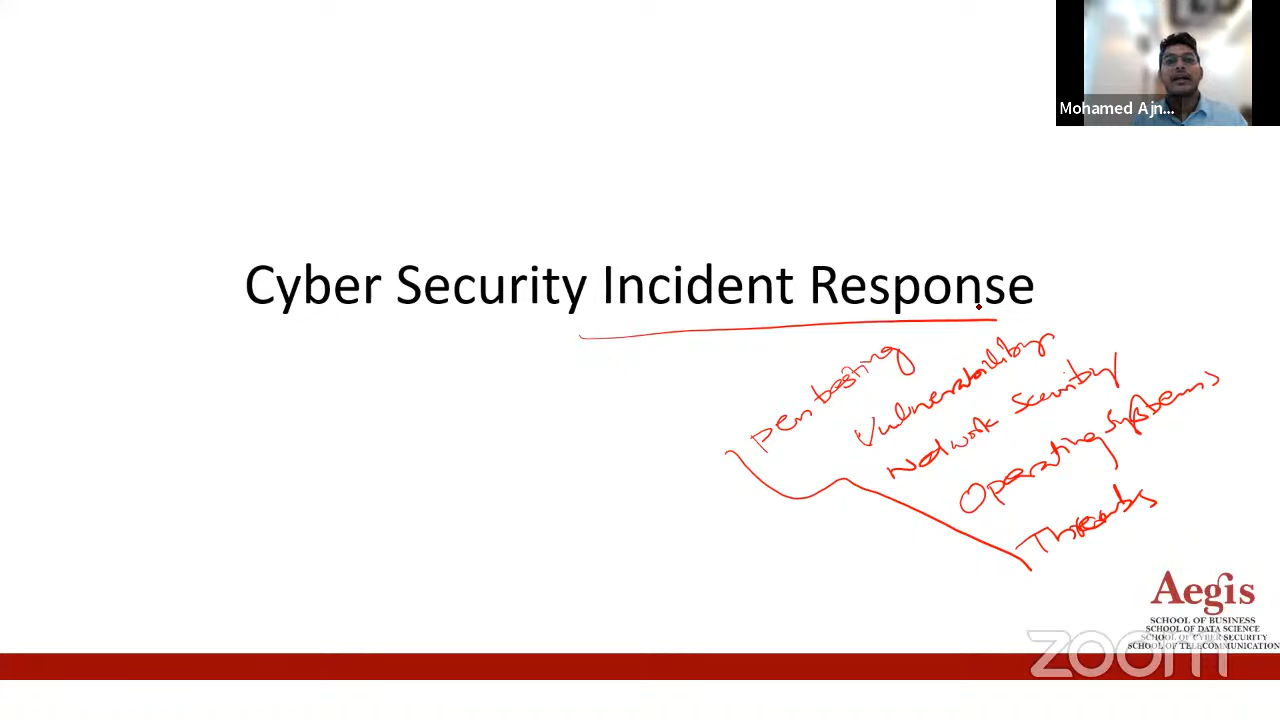 Mohamed Ajn...
Cyber Security Incident Response
Pen testing
Vulnerability
Network Security
Operating Systems
Threats
Aegis
SCHOOL OF BUSINESS
SCHOOL OF DATA SCIENCE
SCHOOL OF CYBER SECURITY
SCHOOL OF TELECOMMUNICATION
zoom